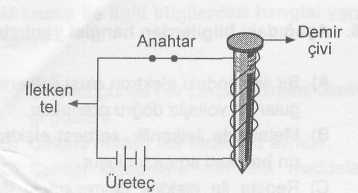 Anahtar
Demir
çivi
İletken
tel
Üreteç